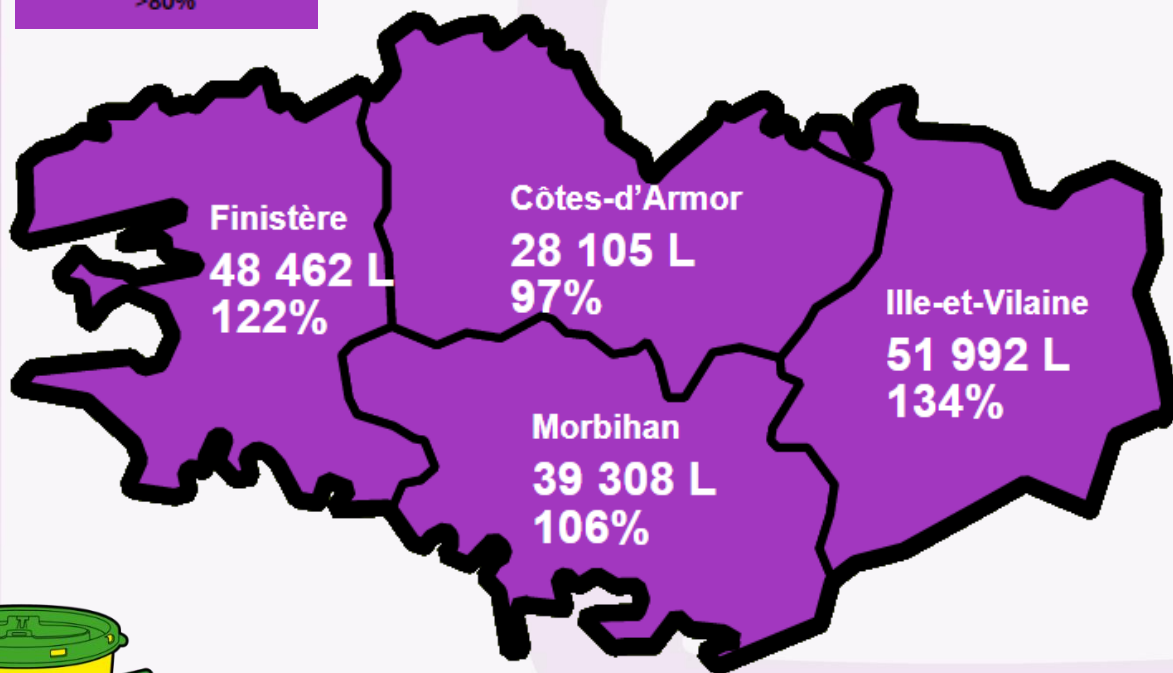 >80%
Côtes-d’Armor
28 105 L
97%
Finistère
48 462 L
122%
Ille-et-Vilaine
51 992 L
134%
Morbihan
39 308 L
106%